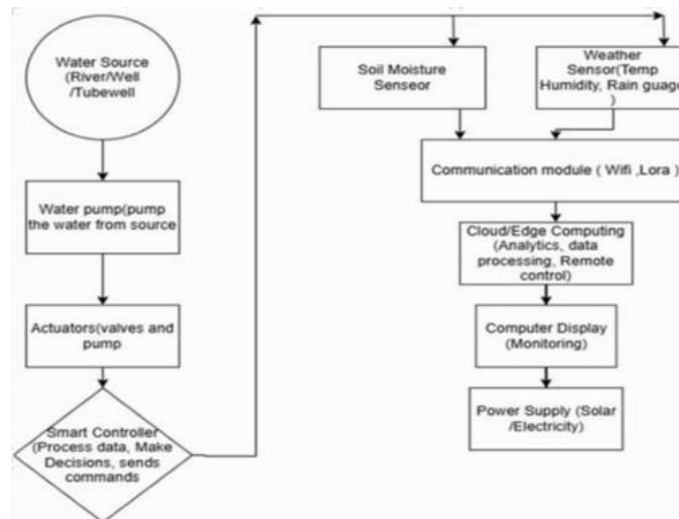 Water Source
(River/Well
/Tubewell
Water pump(pump
the water from source
Actuators(valves and
pump
Smart Controller
(Process data, Make
Decisions, sends
commands
Soil Moisture
Senseor
Weather
Sensor(Temp
Humidity, Rain guage
)
Communication module ( Wifi ,Lora )
Cloud/Edge Computing
(Analytics, data
processing, Remote
control)
Computer Display
(Monitoring)
Power Supply (Solar
/Electricity)